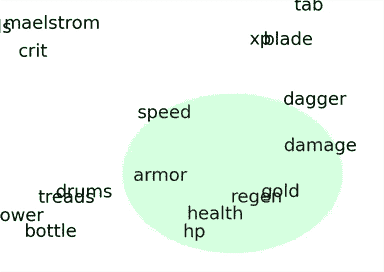 tab
maelstrom
crit
xp
blade
dagger
speed
damage
armor
drums
treads
gold
regen
health
ower
bottle
hp